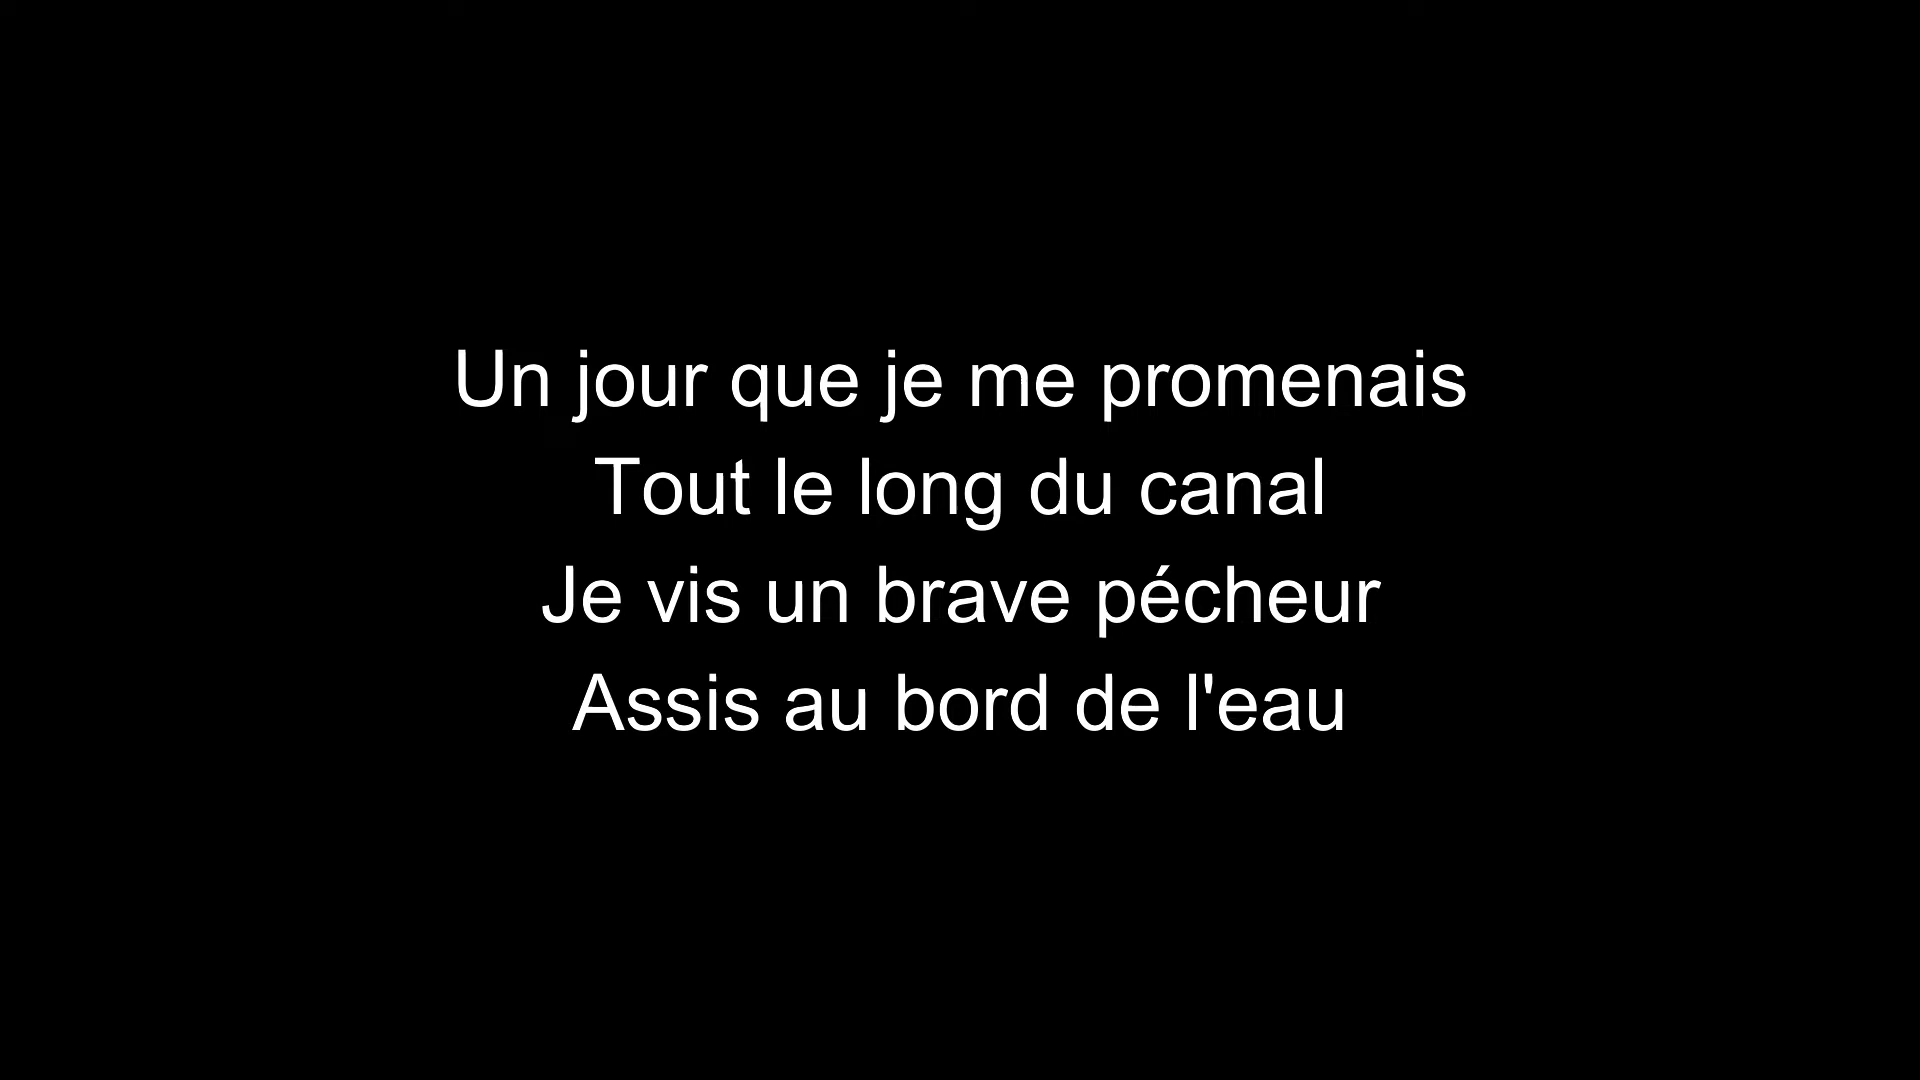 Un jour que je me promenais
Tout le long du canal
Je vis un brave pécheur
Assis au bord de l'eau